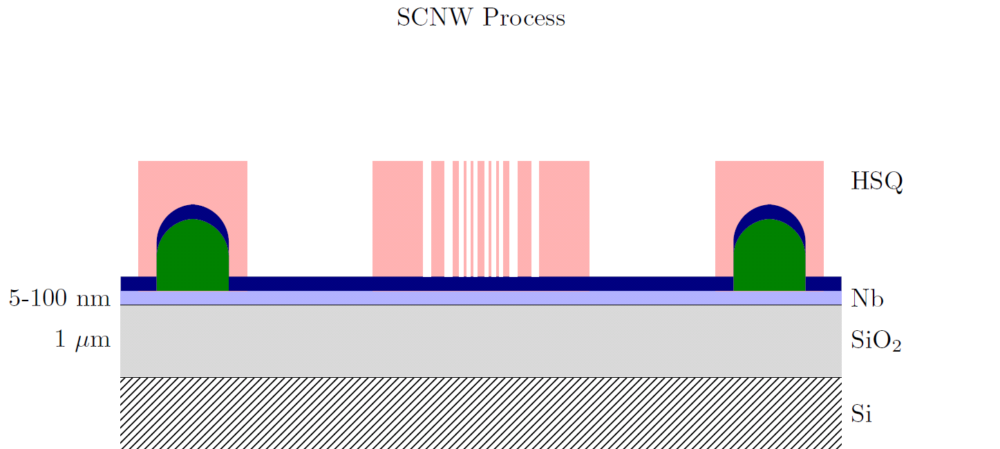 SCNW Process
HSQ
5-100 nm
Nb
1 μm
SiO₂
Si